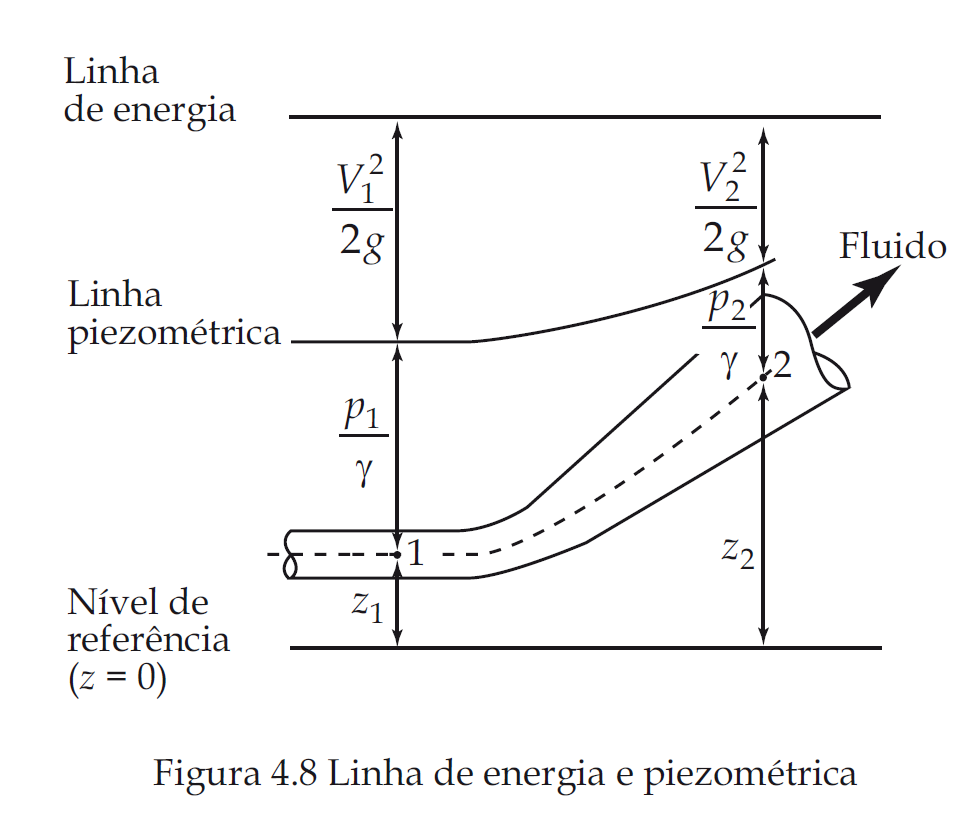 Linha
de energia
V₁²
2g
V₂²
2g
Fluido
Linha
piezométrica
p₂
γ
2
p₁
γ
1
z₂
z₁
Nível de
referência
(z = 0)
Figura 4.8 Linha de energia e piezométrica